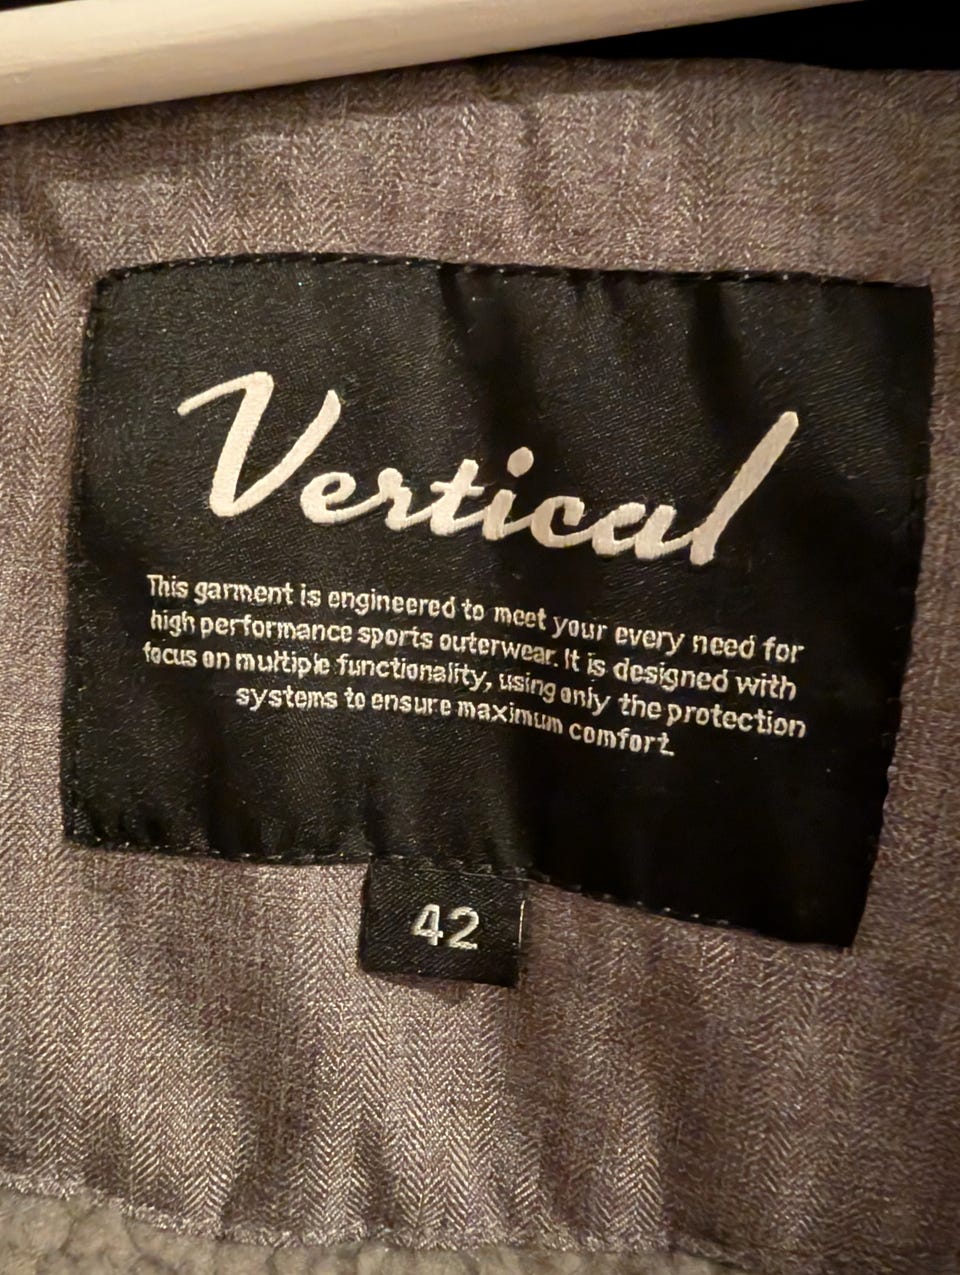 Vertical
This garment is engineered to meet your every need for
high performance sports outerwear. It is designed with
focus on multiple functionality, using only the protection
systems to ensure maximum comfort.
42